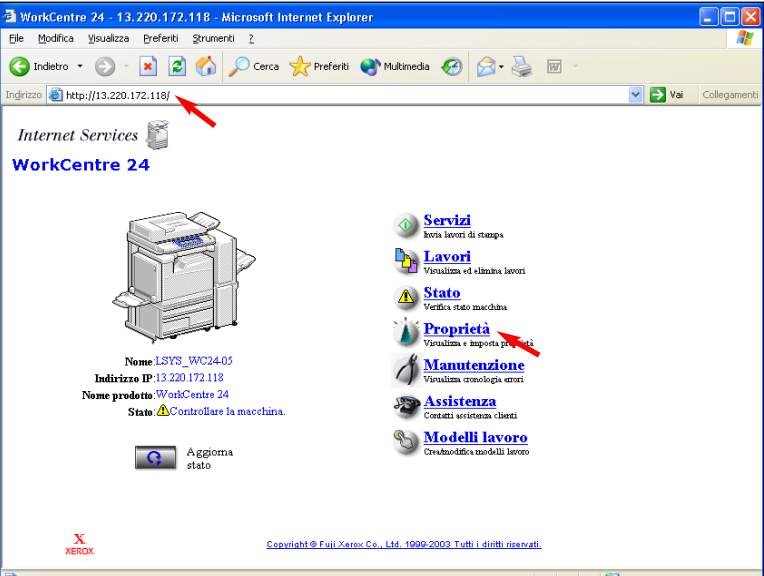 WorkCentre 24 - 13.220.172.118 - Microsoft Internet Explorer
File Modifica Visualizza Preferiti Strumenti ?
Indietro Cerca Preferiti Multimedia
Indirizzo http://13.220.172.118/ Vai Collegamenti
Internet Services
WorkCentre 24
Servizi
Invia lavori di stampa
Lavori
Visualizza ed elimina lavori
Stato
Verifica stato macchina
Proprietà
Visualizza e imposta proprietà
Manutenzione
Visualizza cronologia errori
Assistenza
Contatti assistenza clienti
Modelli lavoro
Crea/modifica modelli lavoro
Nome:LSYS_WC24-05
Indirizzo IP:13.220.172.118
Nome prodotto:WorkCentre 24
Stato:Controllare la macchina.
Aggiorna
stato
X
XEROX.
Copyright © Fuji Xerox Co., Ltd. 1999-2003 Tutti i diritti riservati.